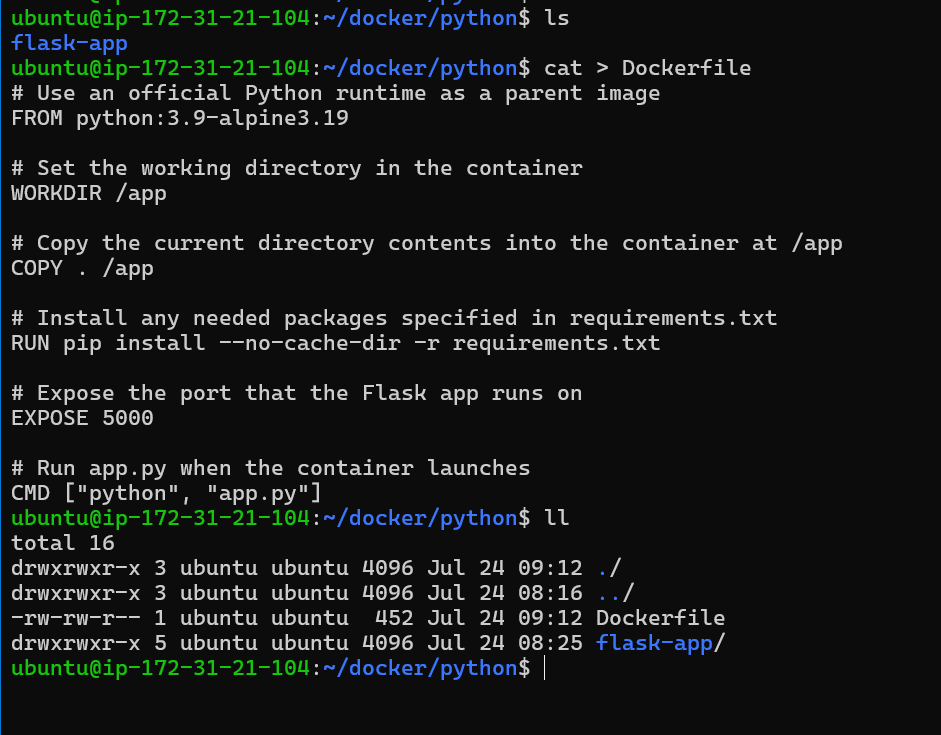 ubuntu@ip-172-31-21-104:~/docker/python$ ls
flask-app
ubuntu@ip-172-31-21-104:~/docker/python$ cat > Dockerfile
# Use an official Python runtime as a parent image
FROM python:3.9-alpine3.19

# Set the working directory in the container
WORKDIR /app

# Copy the current directory contents into the container at /app
COPY . /app

# Install any needed packages specified in requirements.txt
RUN pip install --no-cache-dir -r requirements.txt

# Expose the port that the Flask app runs on
EXPOSE 5000

# Run app.py when the container launches
CMD ["python", "app.py"]
ubuntu@ip-172-31-21-104:~/docker/python$ ll
total 16
drwxrwxr-x 3 ubuntu ubuntu 4096 Jul 24 09:12 ./
drwxrwxr-x 3 ubuntu ubuntu 4096 Jul 24 08:16 ../
-rw-rw-r-- 1 ubuntu ubuntu  452 Jul 24 09:12 Dockerfile
drwxrwxr-x 5 ubuntu ubuntu 4096 Jul 24 08:25 flask-app/
ubuntu@ip-172-31-21-104:~/docker/python$